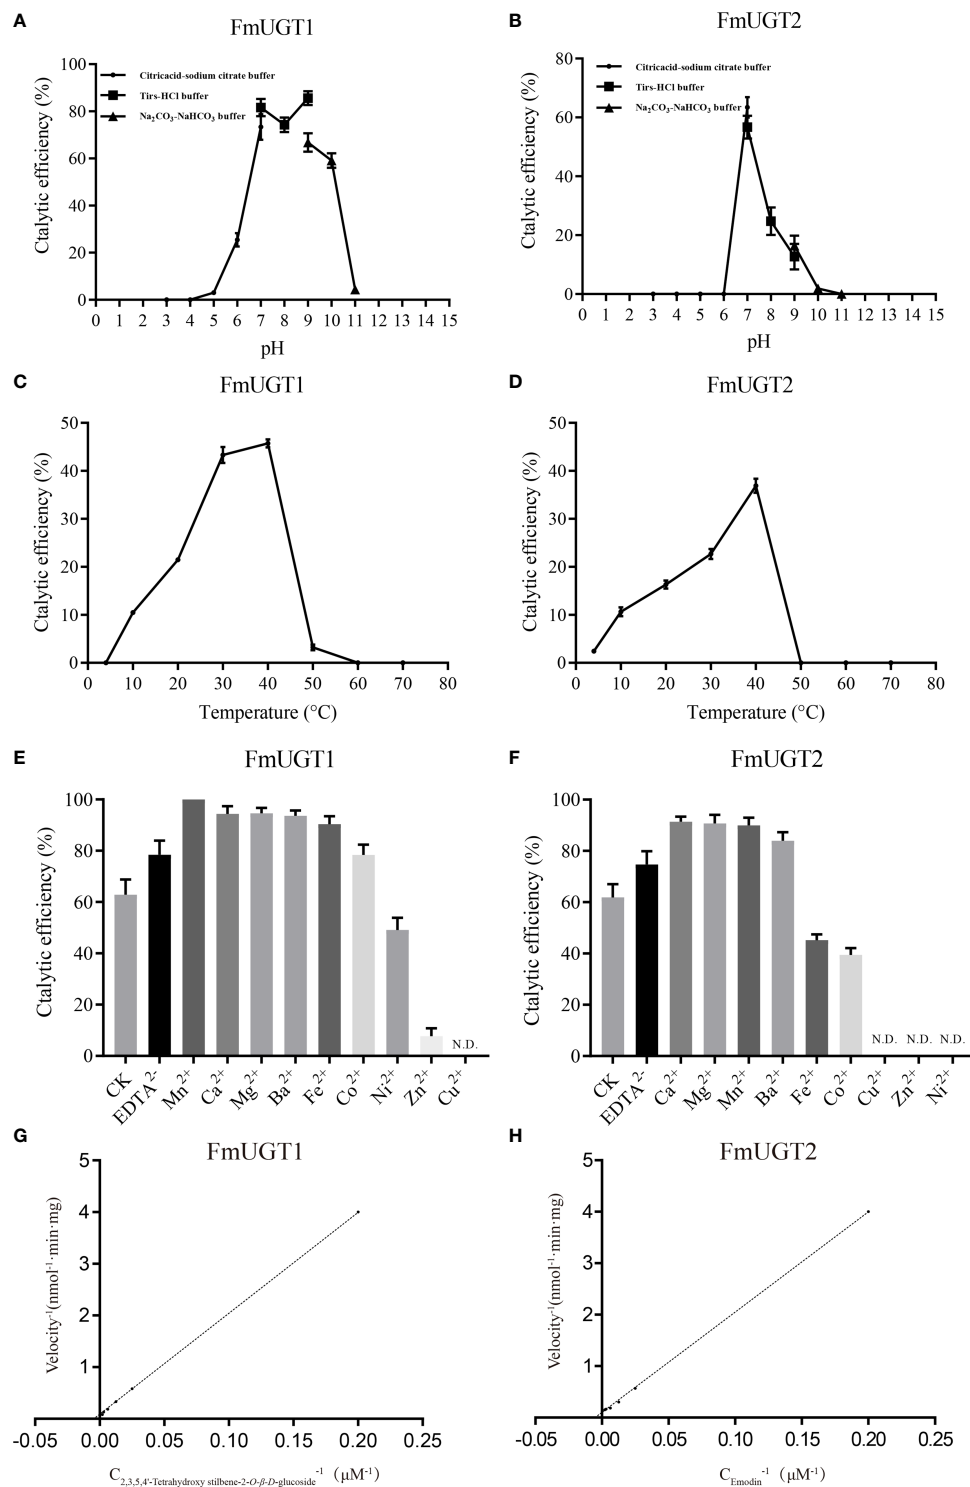 A
FmUGT1
Ctalytic efficiency (%)
100
80
60
40
20
0
Citricacid-sodium citrate buffer
Tirs-HCl buffer
Na₂CO₃-NaHCO₃ buffer
0 1 2 3 4 5 6 7 8 9 10 11 12 13 14 15
pH
B
FmUGT2
Ctalytic efficiency (%)
80
60
40
20
0
Citricacid-sodium citrate buffer
Tirs-HCl buffer
Na₂CO₃-NaHCO₃ buffer
0 1 2 3 4 5 6 7 8 9 10 11 12 13 14 15
pH
C
FmUGT1
Ctalytic efficiency (%)
50
40
30
20
10
0
0 10 20 30 40 50 60 70 80
Temperature (°C)
D
FmUGT2
Ctalytic efficiency (%)
50
40
30
20
10
0
0 10 20 30 40 50 60 70 80
Temperature (°C)
E
FmUGT1
Ctalytic efficiency (%)
100
80
60
40
20
0
N.D.
CK EDTA²⁻ Mn²⁺ Ca²⁺ Mg²⁺ Ba²⁺ Fe²⁺ Co²⁺ Ni²⁺ Zn²⁺ Cu²⁺
F
FmUGT2
Ctalytic efficiency (%)
100
80
60
40
20
0
N.D. N.D. N.D.
CK EDTA²⁻ Ca²⁺ Mg²⁺ Mn²⁺ Ba²⁺ Fe²⁺ Co²⁺ Cu²⁺ Zn²⁺ Ni²⁺
G
FmUGT1
Velocity⁻¹(nmol⁻¹·min·mg)
5
4
3
2
1
-0.05 0.00 0.05 0.10 0.15 0.20 0.25
C2,3,5,4'-Tetrahydroxy stilbene-2-O-β-D-glucoside⁻¹ (μM⁻¹)
H
FmUGT2
Velocity⁻¹(nmol⁻¹·min·mg)
5
4
3
2
1
-0.05 0.00 0.05 0.10 0.15 0.20 0.25
CEmodin⁻¹ (μM⁻¹)